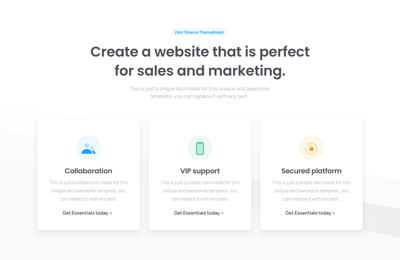 First Time on Themeforest
Create a website that is perfect
for sales and marketing.
This is just a simple text made for this unique and awesome
template, you can replace it with any text.
Collaboration
This is just a simple text made for this
unique and awesome template, you
can replace it with any text.
Get Essentials today >
VIP support
This is just a simple text made for this
unique and awesome template, you
can replace it with any text.
Get Essentials today >
Secured platform
This is just a simple text made for this
unique and awesome template, you
can replace it with any text.
Get Essentials today >